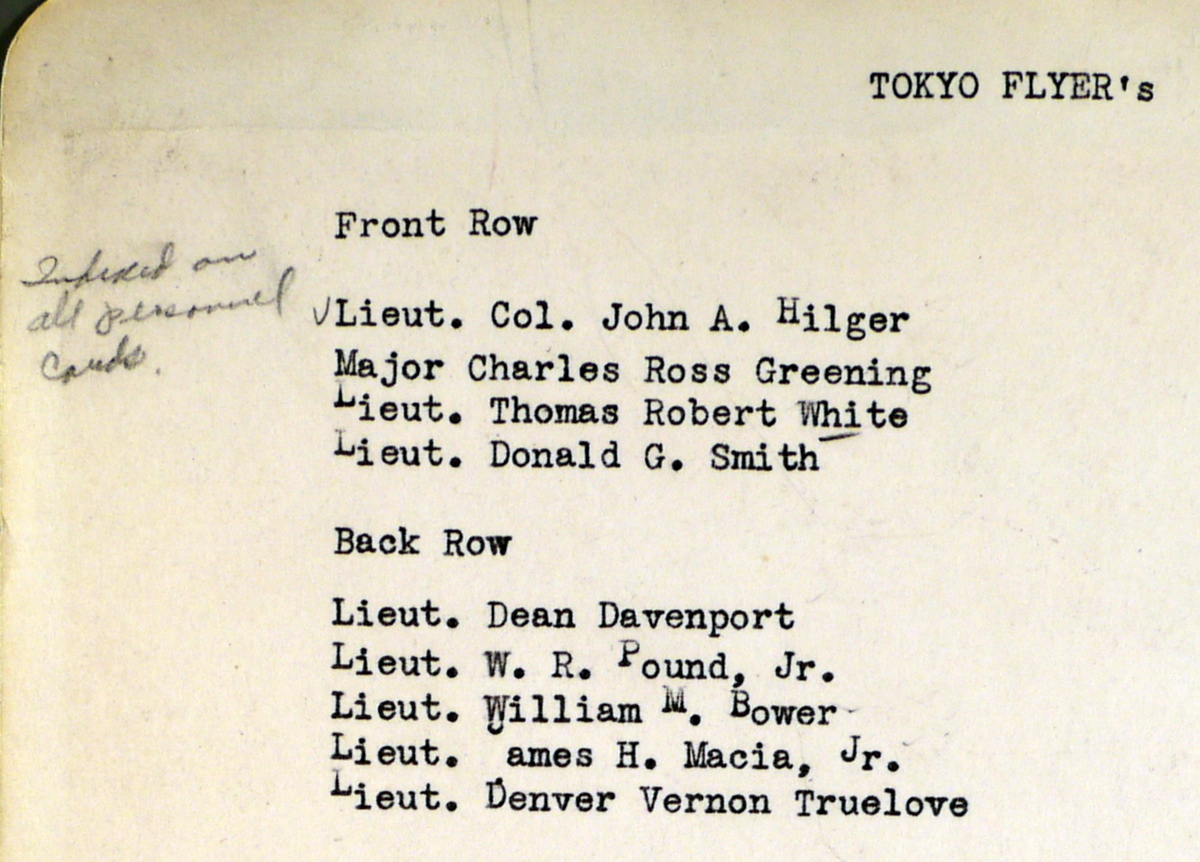 TOKYO FLYER's
Front Row
Indexed on
all personnel
cards.
✓Lieut. Col. John A. Hilger
Major Charles Ross Greening
Lieut. Thomas Robert White
Lieut. Donald G. Smith
Back Row
Lieut. Dean Davenport
Lieut. W. R. Pound, Jr.
Lieut. William M. Bower
Lieut. ames H. Macia, Jr.
Lieut. Denver Vernon Truelove